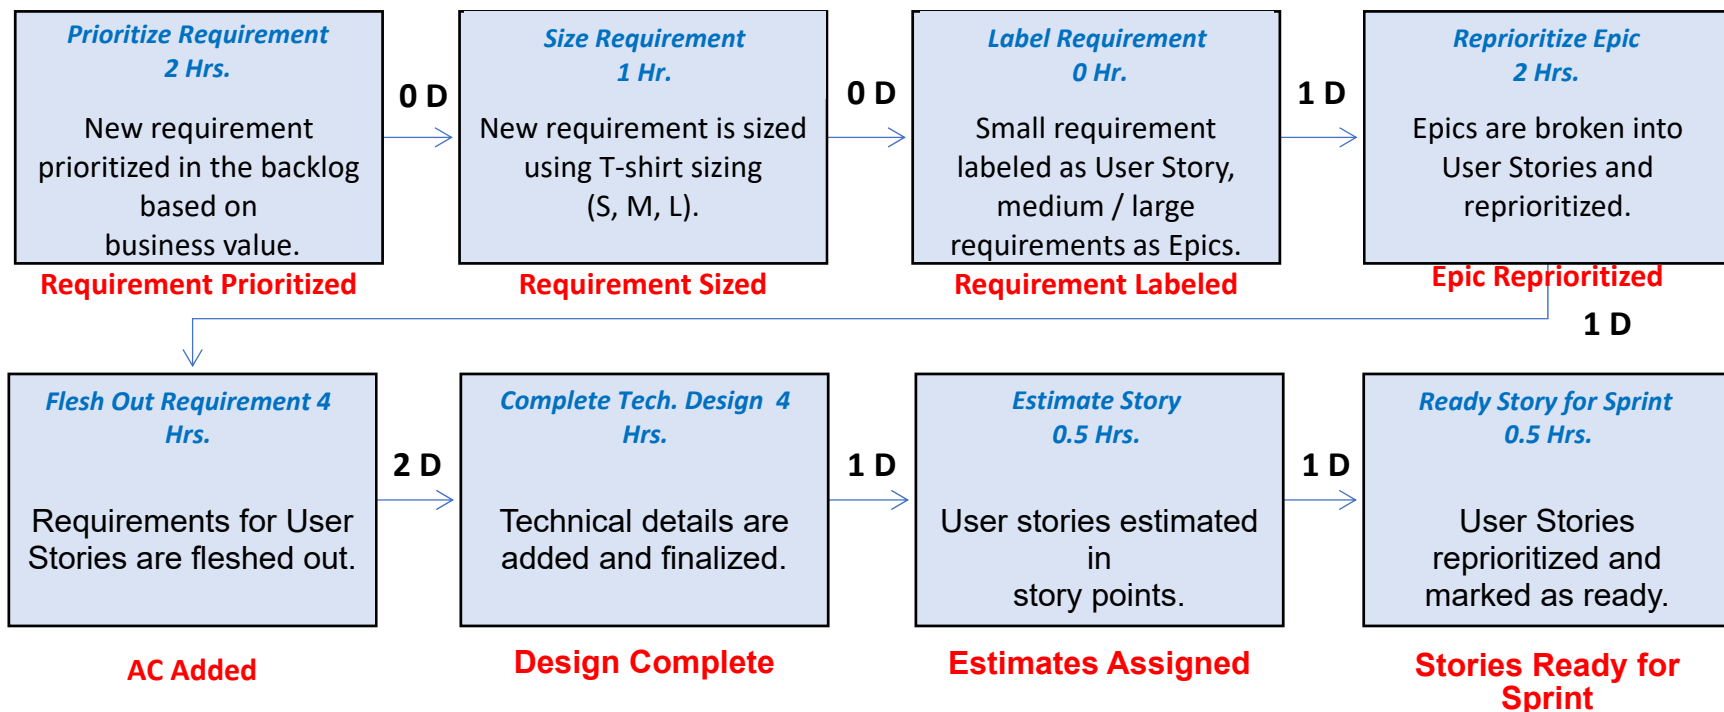 Prioritize Requirement
2 Hrs.
New requirement
prioritized in the backlog
based on
business value.
Requirement Prioritized
0 D
Size Requirement
1 Hr.
New requirement is sized
using T-shirt sizing
(S, M, L).
Requirement Sized
0 D
Label Requirement
0 Hr.
Small requirement
labeled as User Story,
medium / large
requirements as Epics.
Requirement Labeled
1 D
Reprioritize Epic
2 Hrs.
Epics are broken into
User Stories and
reprioritized.
Epic Reprioritized
1 D
Flesh Out Requirement 4
Hrs.
Requirements for User
Stories are fleshed out.
AC Added
2 D
Complete Tech. Design 4
Hrs.
Technical details are
added and finalized.
Design Complete
1 D
Estimate Story
0.5 Hrs.
User stories estimated
in
story points.
Estimates Assigned
1 D
Ready Story for Sprint
0.5 Hrs.
User Stories
reprioritized and
marked as ready.
Stories Ready for
Sprint